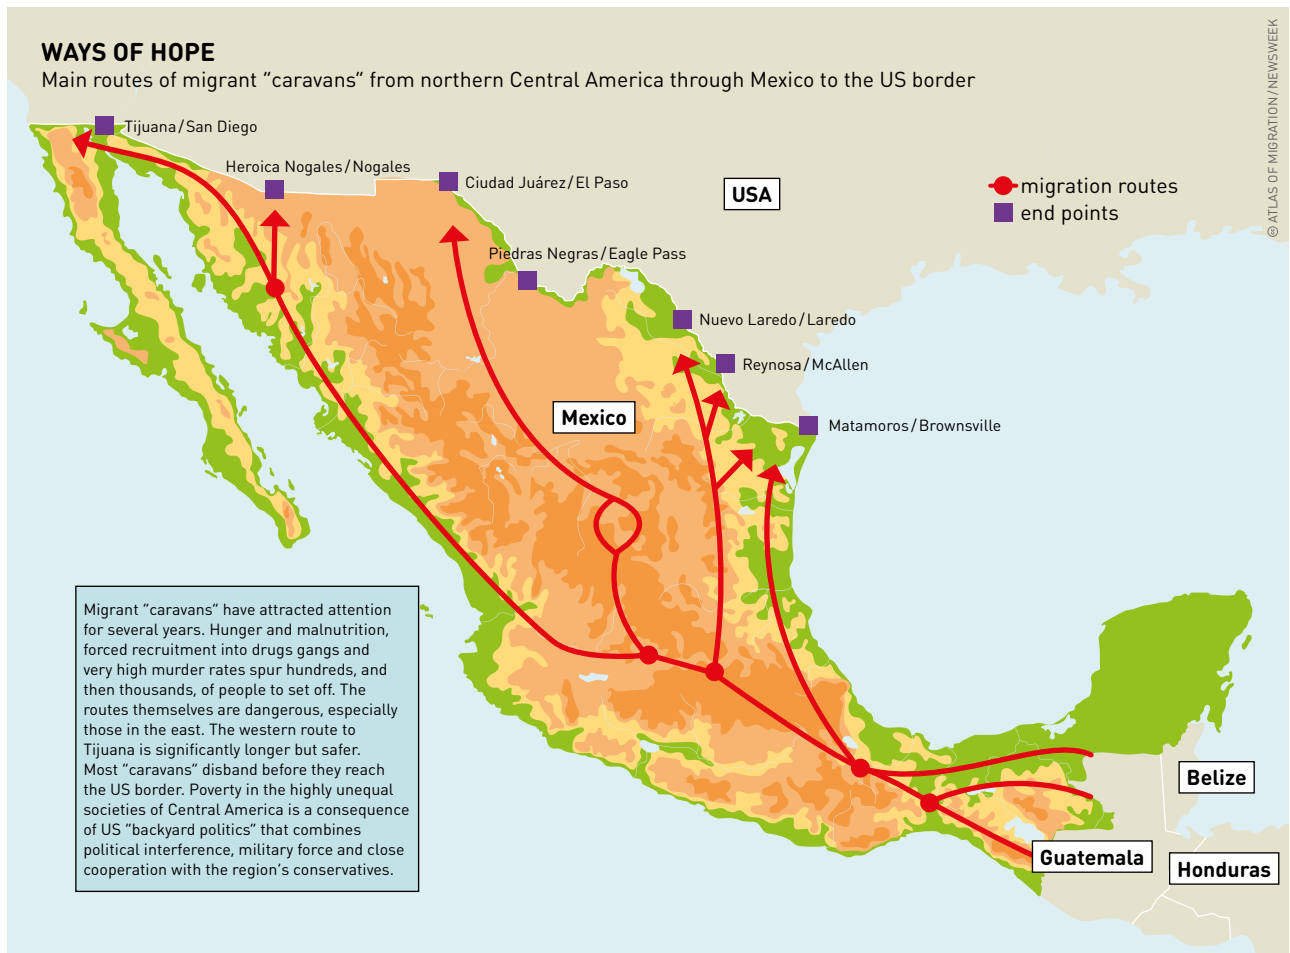 WAYS OF HOPE
Main routes of migrant “caravans” from northern Central America through Mexico to the US border
© ATLAS OF MIGRATION / NEWSWEEK
Tijuana / San Diego
Heroica Nogales / Nogales
Ciudad Juárez / El Paso
USA
migration routes
end points
Piedras Negras / Eagle Pass
Nuevo Laredo / Laredo
Reynosa / McAllen
Mexico
Matamoros / Brownsville
Migrant “caravans” have attracted attention
for several years. Hunger and malnutrition,
forced recruitment into drugs gangs and
very high murder rates spur hundreds, and
then thousands, of people to set off. The
routes themselves are dangerous, especially
those in the east. The western route to
Tijuana is significantly longer but safer.
Most “caravans” disband before they reach
the US border. Poverty in the highly unequal
societies of Central America is a consequence
of US “backyard politics” that combines
political interference, military force and close
cooperation with the region’s conservatives.
Belize
Guatemala
Honduras